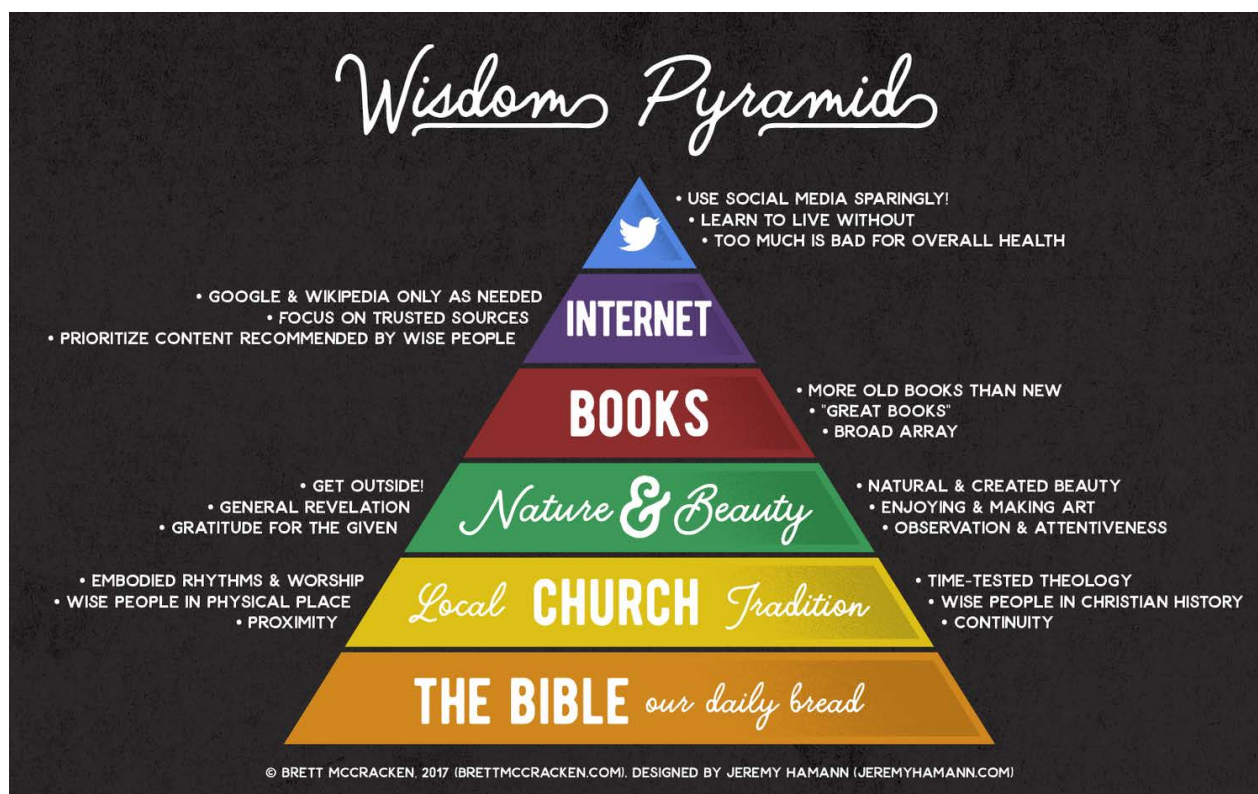 Wisdom Pyramid
• USE SOCIAL MEDIA SPARINGLY!
• LEARN TO LIVE WITHOUT
• TOO MUCH IS BAD FOR OVERALL HEALTH
• GOOGLE & WIKIPEDIA ONLY AS NEEDED
• FOCUS ON TRUSTED SOURCES
• PRIORITIZE CONTENT RECOMMENDED BY WISE PEOPLE
INTERNET
BOOKS
• MORE OLD BOOKS THAN NEW
• "GREAT BOOKS"
• BROAD ARRAY
• GET OUTSIDE!
• GENERAL REVELATION
• GRATITUDE FOR THE GIVEN
Nature & Beauty
• NATURAL & CREATED BEAUTY
• ENJOYING & MAKING ART
• OBSERVATION & ATTENTIVENESS
• EMBODIED RHYTHMS & WORSHIP
• WISE PEOPLE IN PHYSICAL PLACE
• PROXIMITY
Local CHURCH Tradition
• TIME-TESTED THEOLOGY
• WISE PEOPLE IN CHRISTIAN HISTORY
• CONTINUITY
THE BIBLE our daily bread
© BRETT MCCRACKEN, 2017 (BRETTMCCRACKEN.COM). DESIGNED BY JEREMY HAMANN (JEREMYHAMANN.COM)